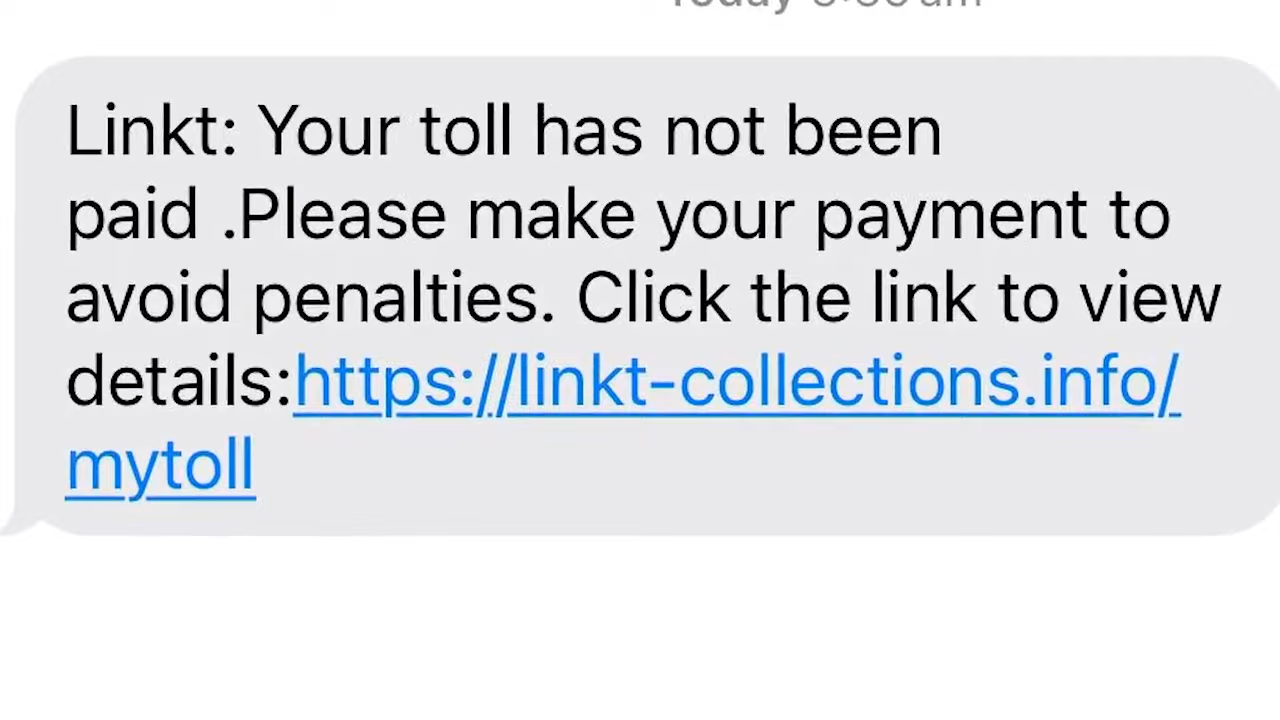 Linkt: Your toll has not been
paid .Please make your payment to
avoid penalties. Click the link to view
details:https://linkt-collections.info/
mytoll